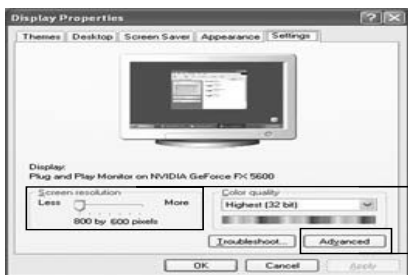 Display Properties
Themes Desktop Screen Saver Appearance Settings
Display:
Plug and Play Monitor on NVIDIA GeForce FX 5600
Screen resolution
Less More
800 by 600 pixels
Color quality
Highest (32 bit)
Troubleshoot... Advanced
OK Cancel Apply